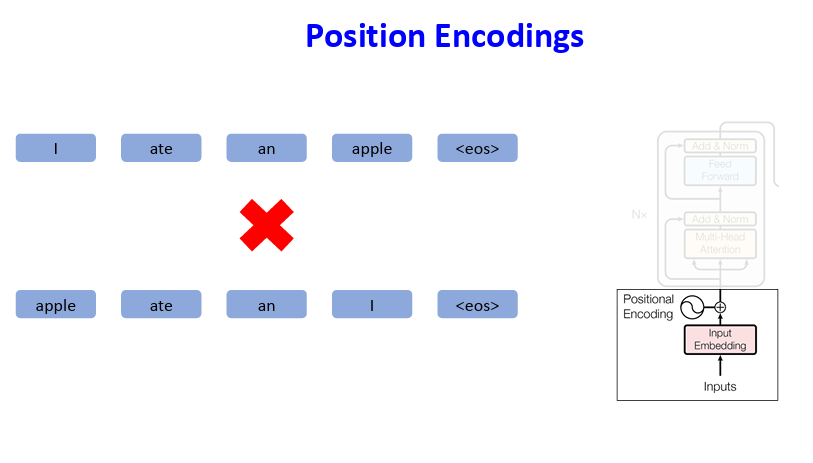 Position Encodings
I ate an apple <eos>
apple ate an I <eos>
Add & Norm
Feed
Forward
N×
Add & Norm
Multi-Head
Attention
Positional
Encoding
Input
Embedding
Inputs